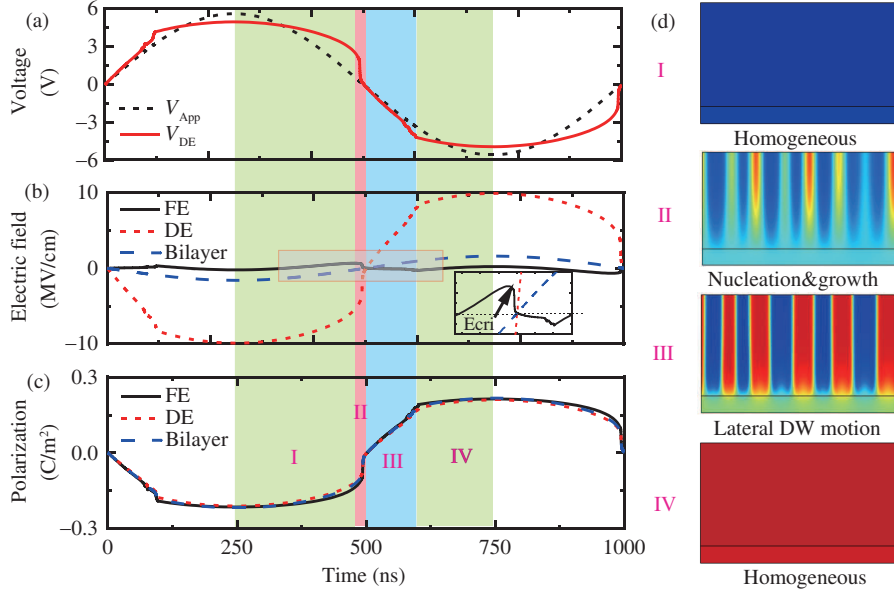 (a)
6
3
0
−3
−6
Voltage
(V)
V_App
V_DE
(b)
10
0
−10
Electric field
(MV/cm)
FE
DE
Bilayer
Ecri
(c)
0.3
0.0
−0.3
Polarization
(C/m²)
FE
DE
Bilayer
I
II
III
IV
0
250
500
750
1000
Time (ns)
(d)
I
Homogeneous
II
Nucleation&growth
III
Lateral DW motion
IV
Homogeneous